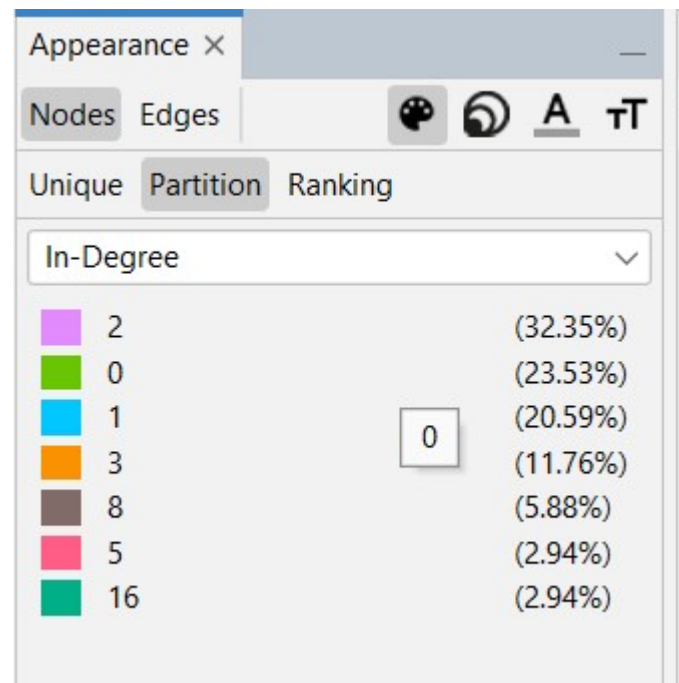 Appearance ×
Nodes Edges A TT
Unique Partition Ranking
In-Degree
2 (32.35%)
0 (23.53%)
1 (20.59%)
0
3 (11.76%)
8 (5.88%)
5 (2.94%)
16 (2.94%)